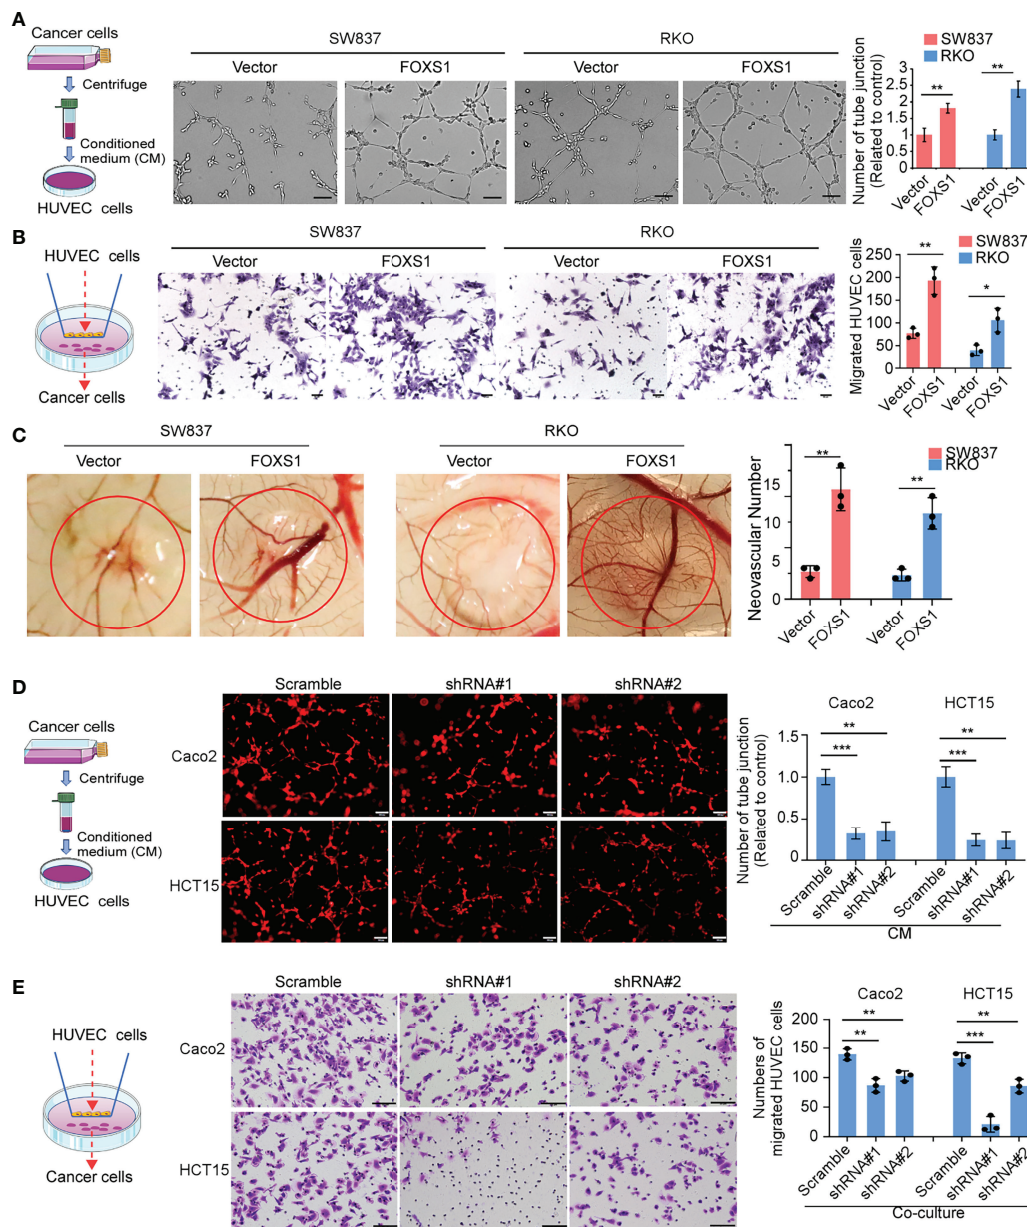 A
Cancer cells
Centrifuge
Conditioned
medium (CM)
HUVEC cells
SW837
RKO
Vector
FOXS1
Vector
FOXS1
Number of tube junction
(Related to control)
SW837
RKO
3
2.5
2
1.5
1
0.5
0
**
**
Vector
FOXS1
Vector
FOXS1
B
HUVEC cells
Cancer cells
SW837
RKO
Vector
FOXS1
Vector
FOXS1
Migrated HUVEC cells
SW837
RKO
250
200
150
100
50
0
**
*
Vector
FOXS1
Vector
FOXS1
C
SW837
RKO
Vector
FOXS1
Vector
FOXS1
Neovascular Number
SW837
RKO
15
10
5
0
**
**
Vector
FOXS1
Vector
FOXS1
D
Cancer cells
Centrifuge
Conditioned
medium (CM)
HUVEC cells
Scramble
shRNA#1
shRNA#2
Caco2
HCT15
Number of tube junction
(Related to control)
Caco2
HCT15
1.5
1.0
0.5
0
**
***
**
***
Scramble
shRNA#1
shRNA#2
Scramble
shRNA#1
shRNA#2
CM
E
HUVEC cells
Cancer cells
Scramble
shRNA#1
shRNA#2
Caco2
HCT15
Numbers of
migrated HUVEC cells
Caco2
HCT15
200
150
100
50
0
**
**
**
***
Scramble
shRNA#1
shRNA#2
Scramble
shRNA#1
shRNA#2
Co-culture